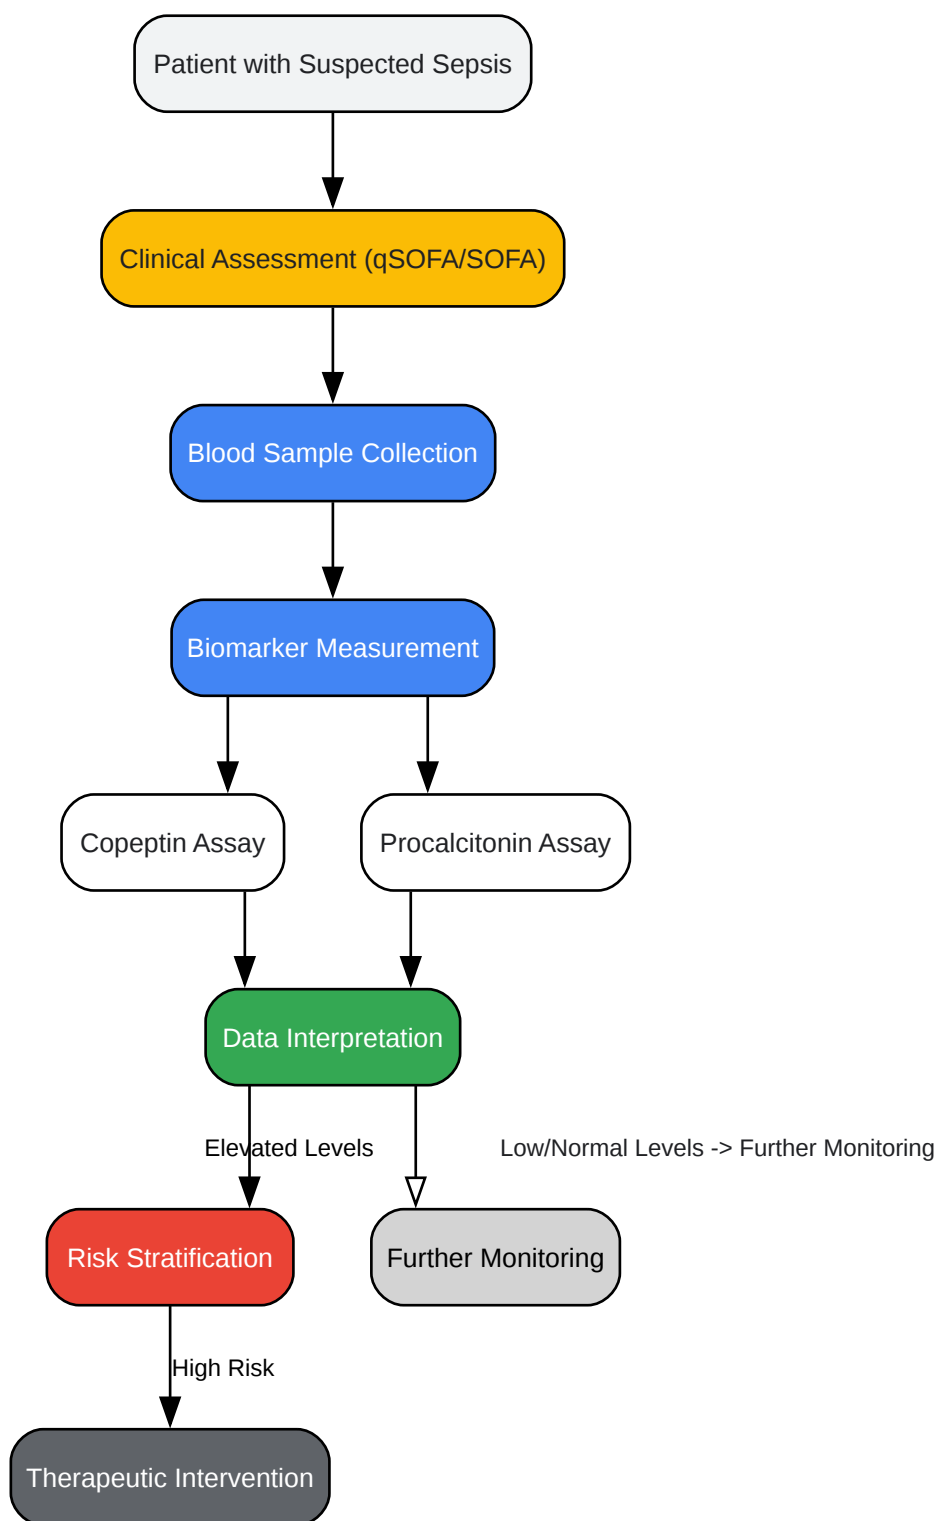 Patient with Suspected Sepsis
Clinical Assessment (qSOFA/SOFA)
Blood Sample Collection
Biomarker Measurement
Copeptin Assay
Procalcitonin Assay
Data Interpretation
Elevated Levels
Low/Normal Levels -> Further Monitoring
Risk Stratification
Further Monitoring
High Risk
Therapeutic Intervention